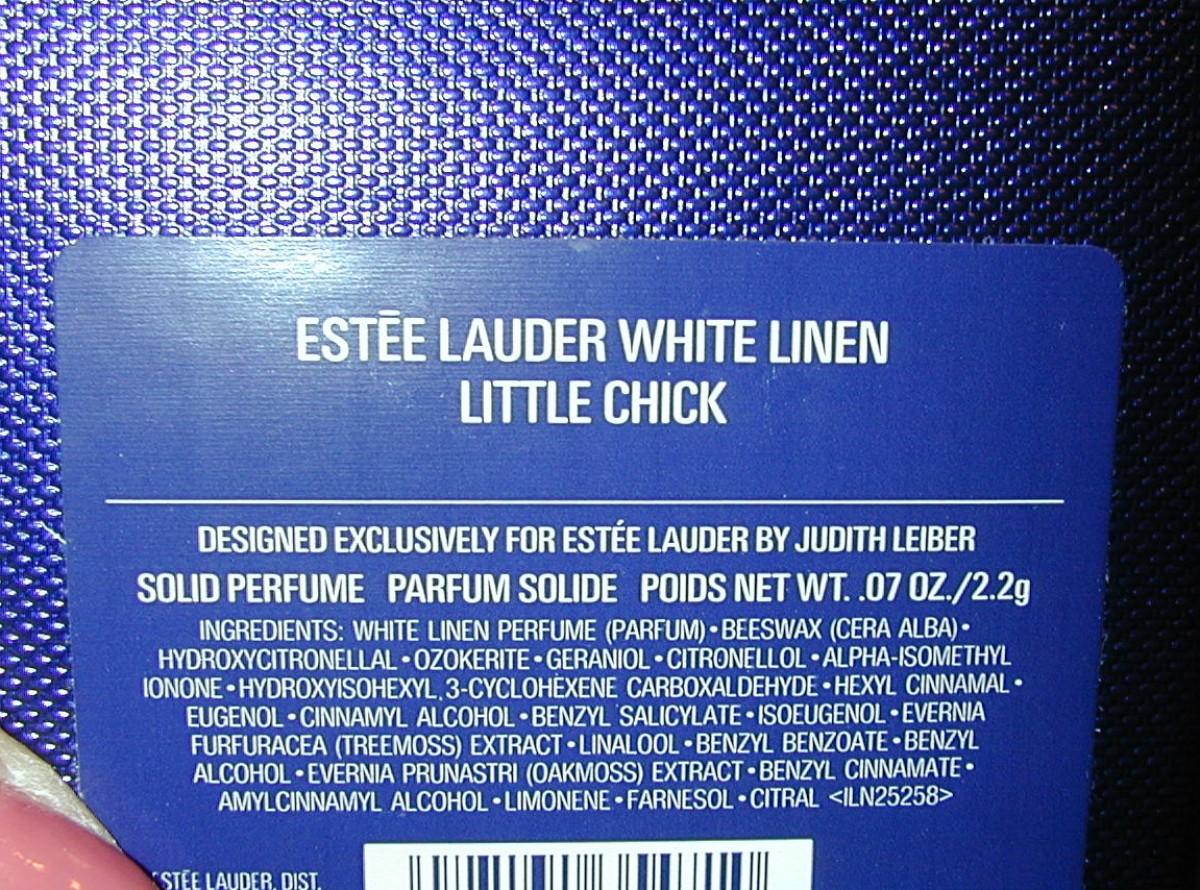 ESTĒE LAUDER WHITE LINEN
LITTLE CHICK
DESIGNED EXCLUSIVELY FOR ESTÉE LAUDER BY JUDITH LEIBER
SOLID PERFUME PARFUM SOLIDE POIDS NET WT. .07 OZ./2.2g
INGREDIENTS: WHITE LINEN PERFUME (PARFUM)•BEESWAX (CERA ALBA)•
HYDROXYCITRONELLAL•OZOKERITE•GERANIOL•CITRONELLOL•ALPHA-ISOMETHYL
IONONE•HYDROXYISOHEXYL 3-CYCLOHEXENE CARBOXALDEHYDE•HEXYL CINNAMAL•
EUGENOL•CINNAMYL ALCOHOL•BENZYL SALICYLATE•ISOEUGENOL•EVERNIA
FURFURACEA (TREEMOSS) EXTRACT•LINALOOL•BENZYL BENZOATE•BENZYL
ALCOHOL•EVERNIA PRUNASTRI (OAKMOSS) EXTRACT•BENZYL CINNAMATE•
AMYLCINNAMYL ALCOHOL•LIMONENE•FARNESOL•CITRAL <ILN25258>
ESTĒE LAUDER, DIST.